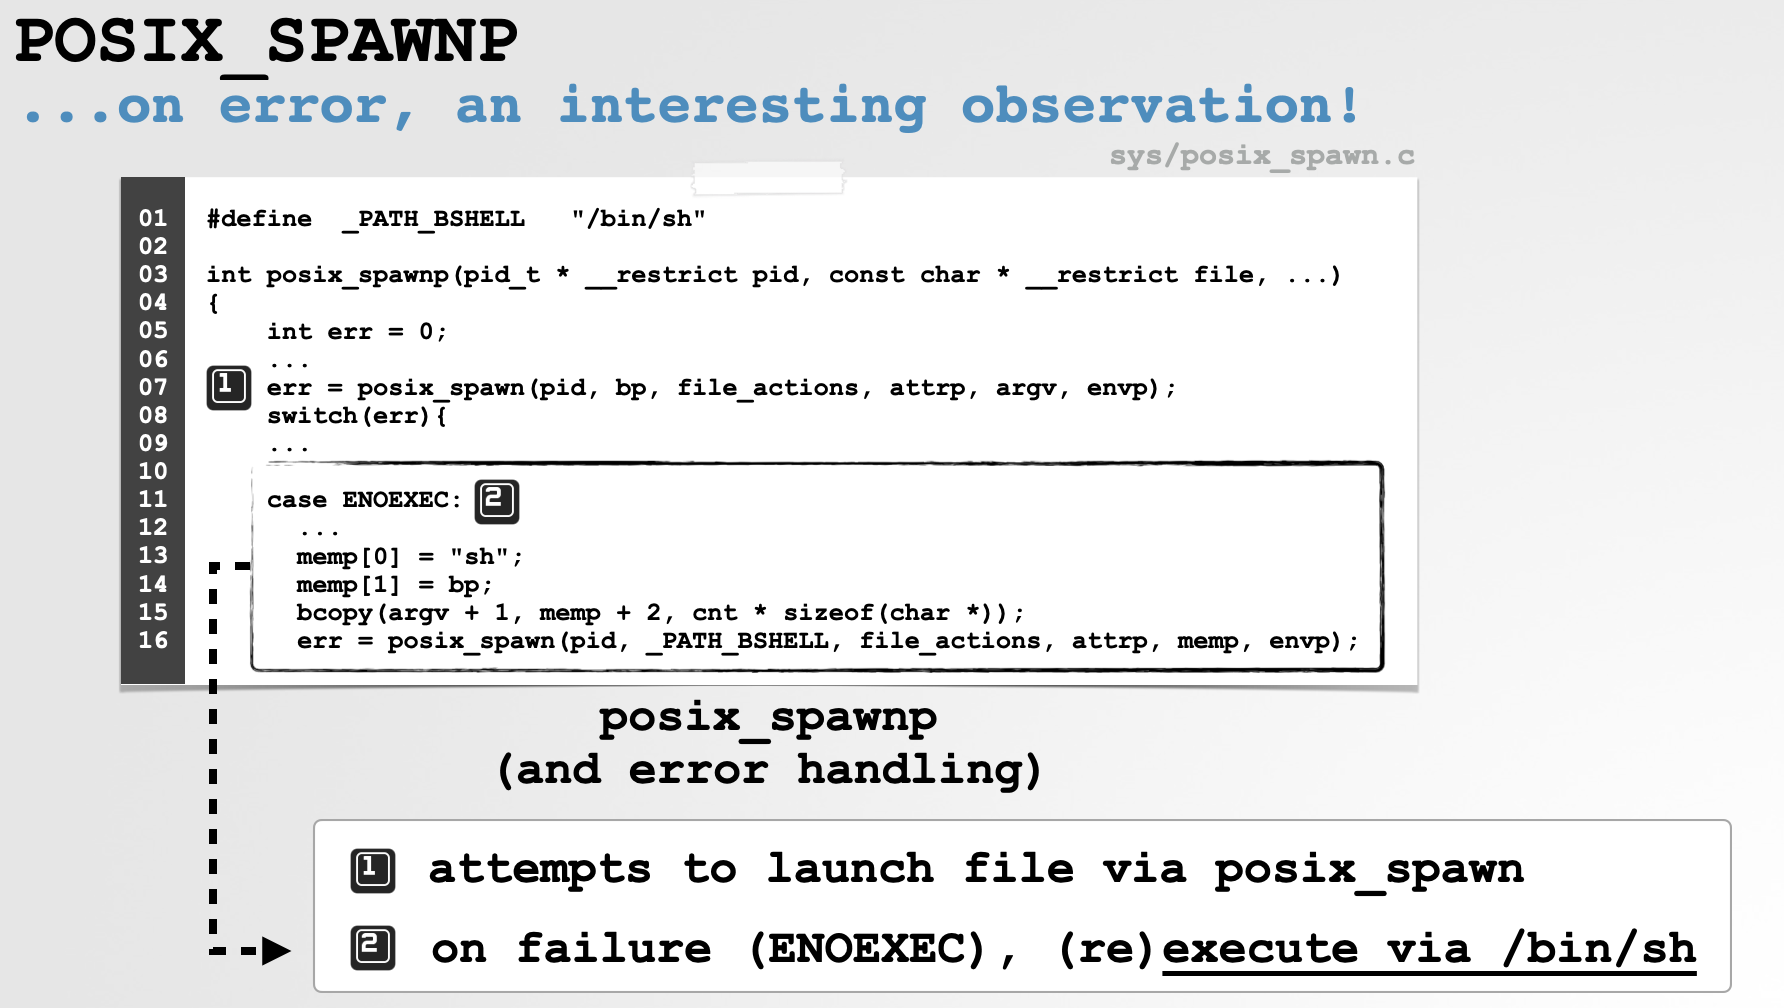 POSIX_SPAWNP
...on error, an interesting observation!
sys/posix_spawn.c
01 #define  _PATH_BSHELL   "/bin/sh"
02
03 int posix_spawnp(pid_t * __restrict pid, const char * __restrict file, ...)
04 {
05     int err = 0;
06     ...
07 1 err = posix_spawn(pid, bp, file_actions, attrp, argv, envp);
08     switch(err){
09     ...
10
11     case ENOEXEC: 2
12       ...
13       memp[0] = "sh";
14       memp[1] = bp;
15       bcopy(argv + 1, memp + 2, cnt * sizeof(char *));
16       err = posix_spawn(pid, _PATH_BSHELL, file_actions, attrp, memp, envp);
posix_spawnp
(and error handling)
1 attempts to launch file via posix_spawn
2 on failure (ENOEXEC), (re)execute via /bin/sh